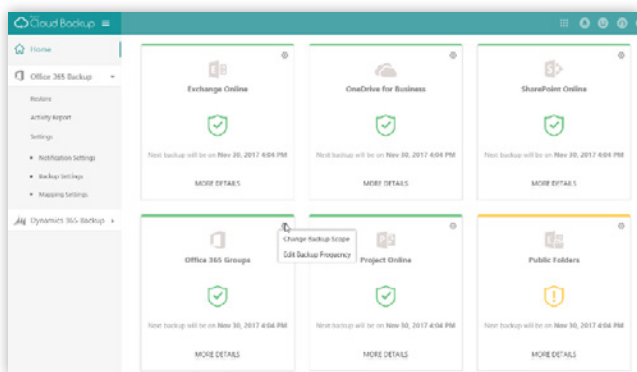 Cloud Backup
Home
Office 365 Backup
Restore
Activity Report
Settings
Notification Settings
Backup Settings
Mapping Settings
Dynamics 365 Backup
Exchange Online
Next backup will be on Nov 30, 2017 4:04 PM
MORE DETAILS
OneDrive for Business
Next backup will be on Nov 30, 2017 4:04 PM
MORE DETAILS
SharePoint Online
Next backup will be on Nov 30, 2017 4:04 PM
MORE DETAILS
Office 365 Groups
Next backup will be on Nov 30, 2017 4:04 PM
MORE DETAILS
Change Backup Scope
Edit Backup Frequency
Project Online
Next backup will be on Nov 30, 2017 4:04 PM
MORE DETAILS
Public Folders
Next backup will be on Nov 30, 2017 4:04 PM
MORE DETAILS